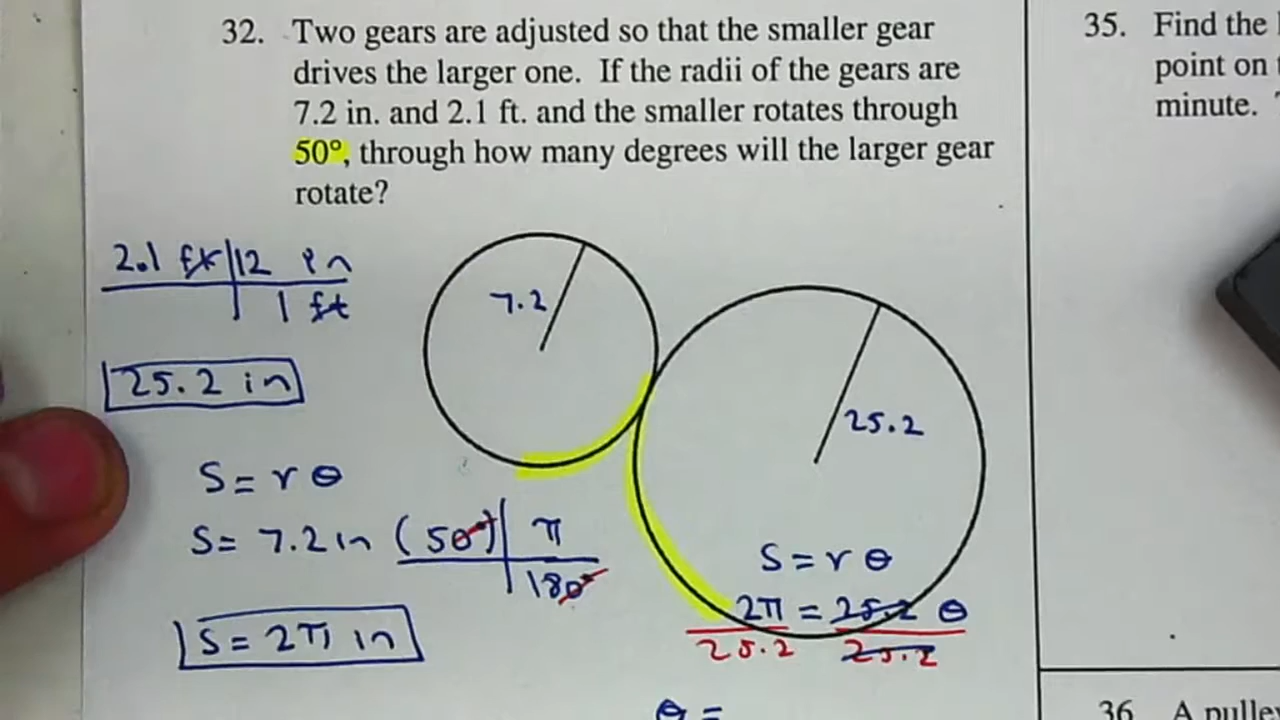 32. Two gears are adjusted so that the smaller gear
drives the larger one. If the radii of the gears are
7.2 in. and 2.1 ft. and the smaller rotates through
50°, through how many degrees will the larger gear
rotate?
2.1 ft | 12 in
1 ft
25.2 in
S = r θ
S = 7.2 in (50°) | π
180°
S = 2π in
7.2
25.2
S = r θ
2π = 25.2 θ
25.2 25.2
θ =
35. Find the
point on
minute.
36 A pulley